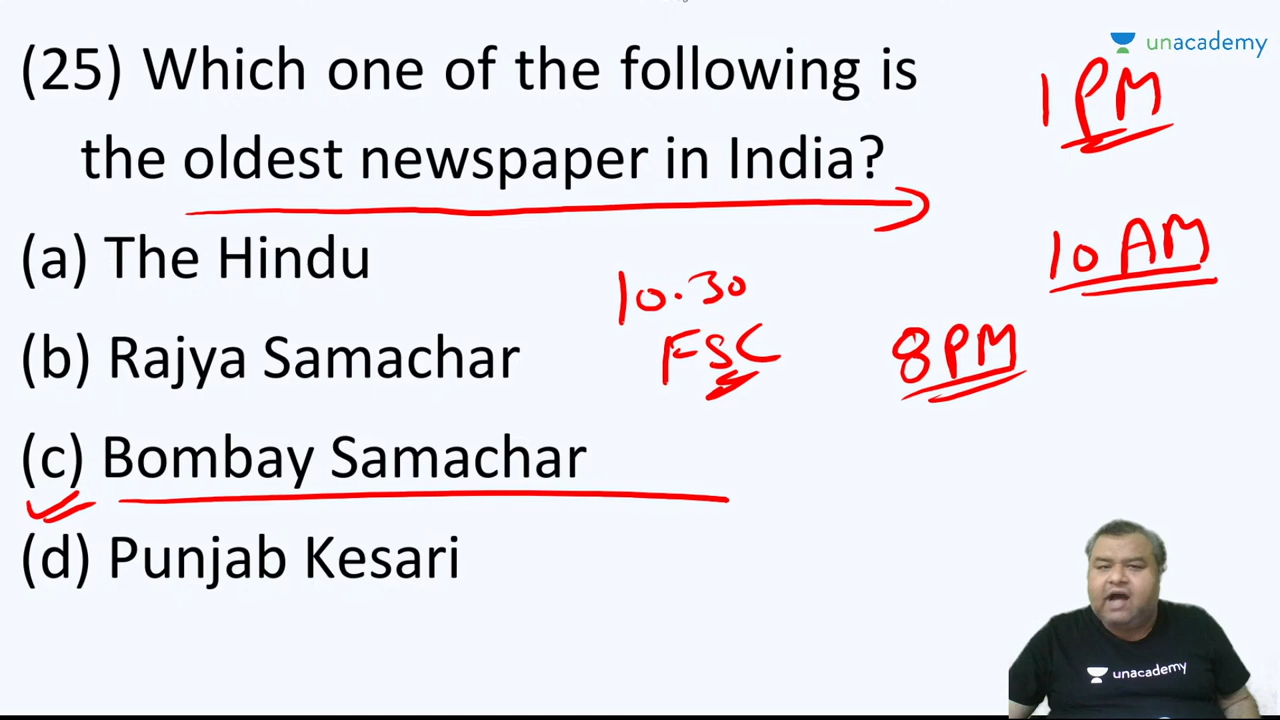 unacademy
(25) Which one of the following is
the oldest newspaper in India?
1 PM
(a) The Hindu
10 AM
10.30
FSC
8 PM
(b) Rajya Samachar
(c) Bombay Samachar
(d) Punjab Kesari
unacademy